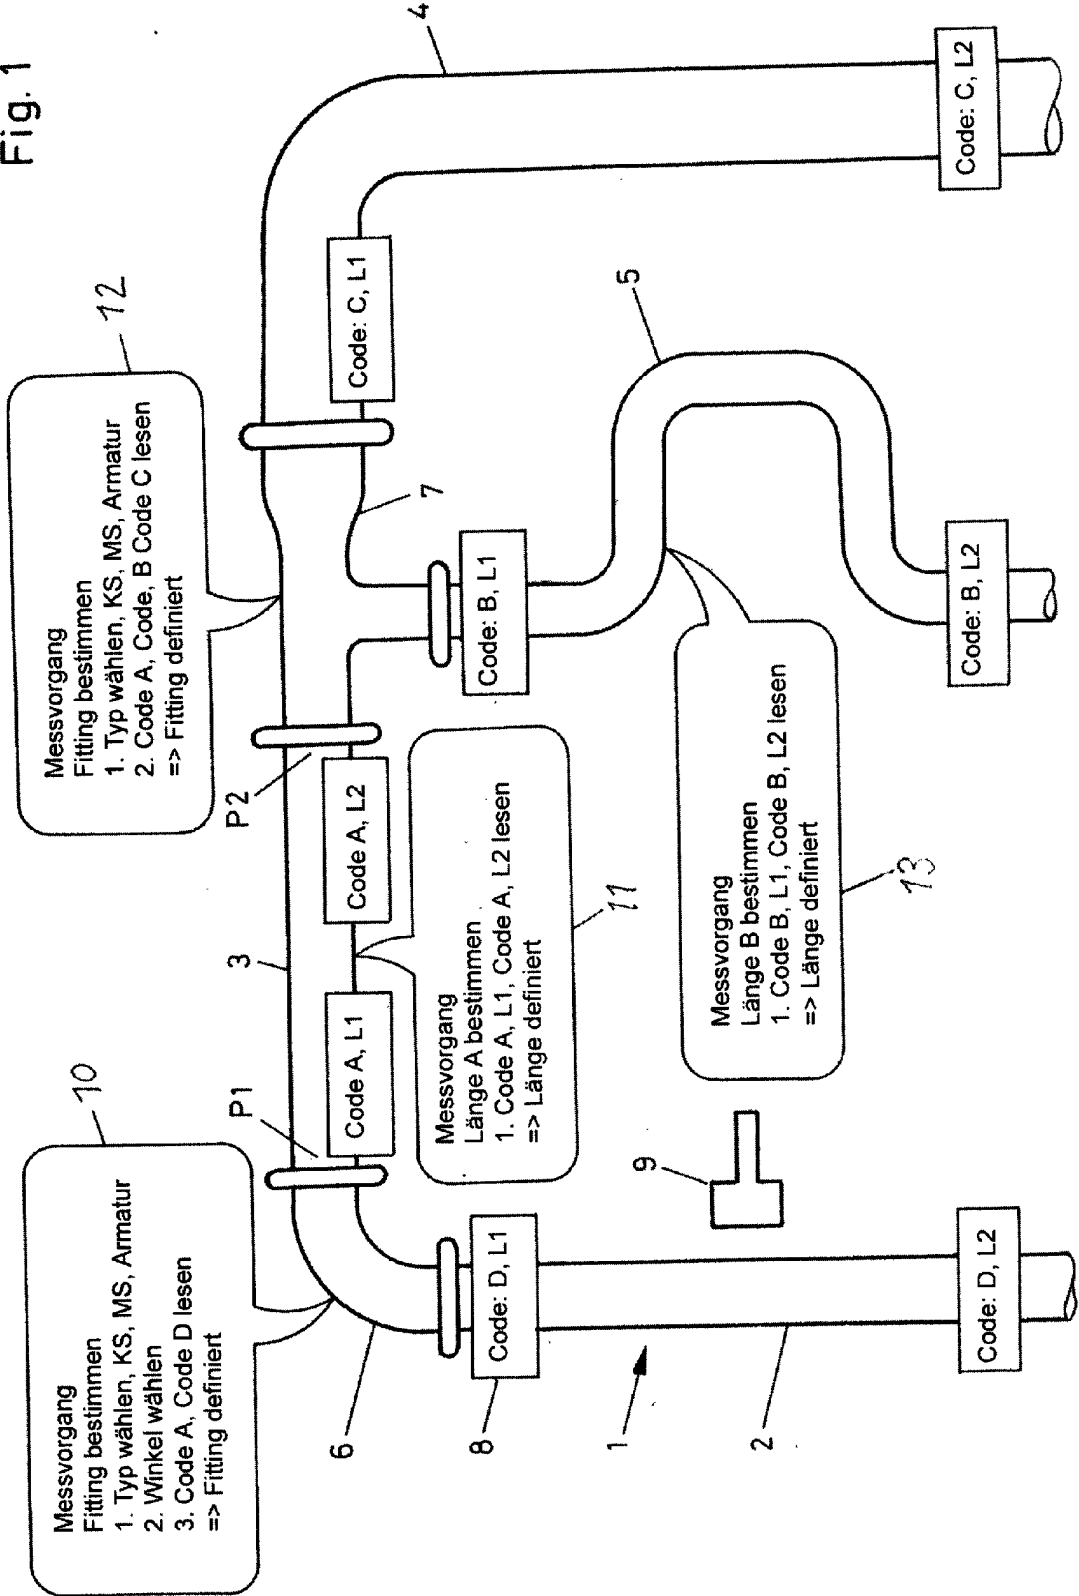 Fig. 1
Messvorgang
Fitting bestimmen
1. Typ wählen, KS, MS, Armatur
2. Winkel wählen
3. Code A, Code D lesen
=> Fitting definiert
10
Messvorgang
Fitting bestimmen
1. Typ wählen, KS, MS, Armatur
2. Code A, Code, B Code C lesen
=> Fitting definiert
12
P1
3
P2
6
Code A, L1
Code A, L2
7
Code: C, L1
4
8
Code: D, L1
Messvorgang
Länge A bestimmen
1. Code A, L1, Code A, L2 lesen
=> Länge definiert
11
Code: B, L1
5
1
9
2
Messvorgang
Länge B bestimmen
1. Code B, L1, Code B, L2 lesen
=> Länge definiert
13
Code: D, L2
Code: B, L2
Code: C, L2